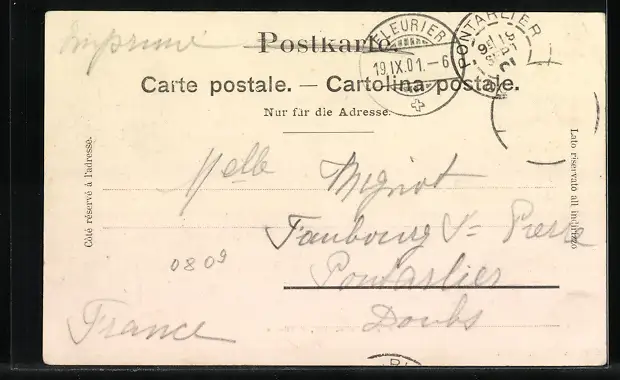 Imprimé
Postkarte.
FLEURIER
19.IX.01.–6
PONTARLIER
Carte postale. — Cartolina postale.
Nur für die Adresse.
Côté réservé à l'adresse.
Lato riservato all' indirizzo
Melle Mignot
Faubourg St= Pierre
Pontarlier
Doubs
0809
France